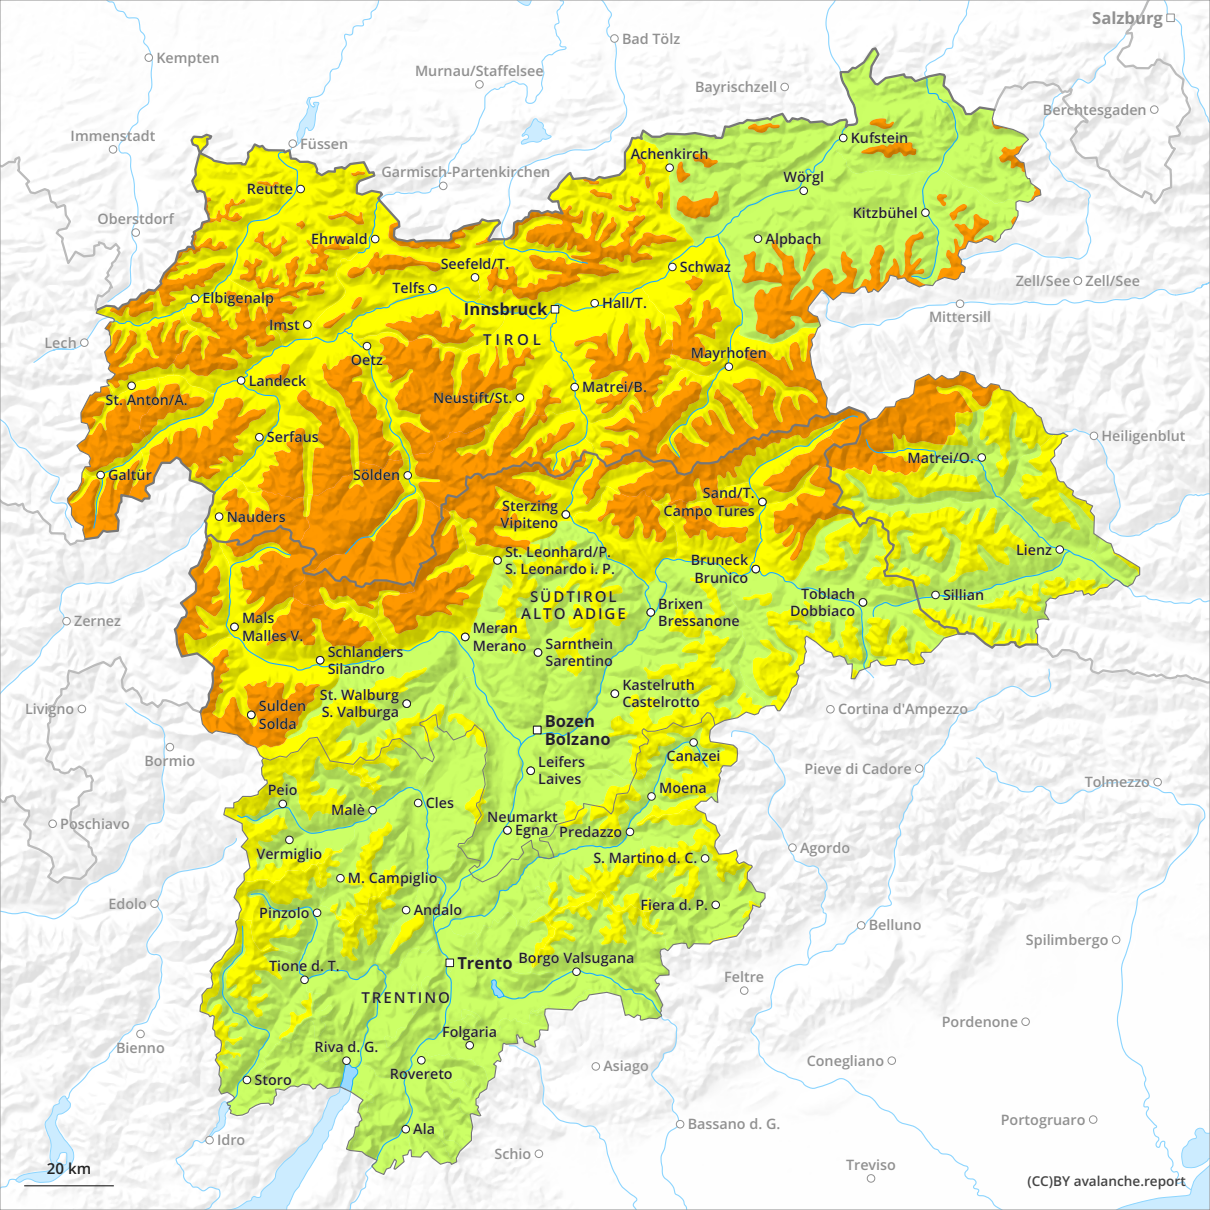 Salzburg
Kempten
Bad Tölz
Murnau/Staffelsee
Bayrischzell
Berchtesgaden
Immenstadt
Füssen
Kufstein
Achenkirch
Garmisch-Partenkirchen
Reutte
Wörgl
Oberstdorf
Kitzbühel
Ehrwald
Alpbach
Seefeld/T.
Schwaz
Zell/See
Zell/See
Telfs
Elbigenalp
Hall/T.
Innsbruck
Mittersill
Imst
TIROL
Lech
Oetz
Mayrhofen
Landeck
Matrei/B.
St. Anton/A.
Neustift/St.
Serfaus
Heiligenblut
Matrei/O.
Galtür
Sölden
Sand/T.
Campo Tures
Sterzing
Vipiteno
Nauders
St. Leonhard/P.
S. Leonardo i. P.
Lienz
Bruneck
Brunico
SÜDTIROL
ALTO ADIGE
Toblach
Dobbiaco
Sillian
Brixen
Bressanone
Zernez
Mals
Malles V.
Meran
Merano
Sarnthein
Sarentino
Schlanders
Silandro
Kastelruth
Castelrotto
St. Walburg
S. Valburga
Livigno
Sulden
Solda
Cortina d'Ampezzo
Bozen
Bolzano
Bormio
Canazei
Leifers
Laives
Pieve di Cadore
Tolmezzo
Peio
Moena
Malè
Cles
Neumarkt
Egna
Predazzo
Poschiavo
Vermiglio
Agordo
S. Martino d. C.
M. Campiglio
Edolo
Pinzolo
Andalo
Fiera d. P.
Belluno
Spilimbergo
Trento
Borgo Valsugana
Tione d. T.
Feltre
TRENTINO
Pordenone
Folgaria
Bienno
Riva d. G.
Conegliano
Rovereto
Asiago
Storo
Portogruaro
Bassano d. G.
Ala
Idro
Schio
Treviso
20 km
(CC)BY avalanche.report